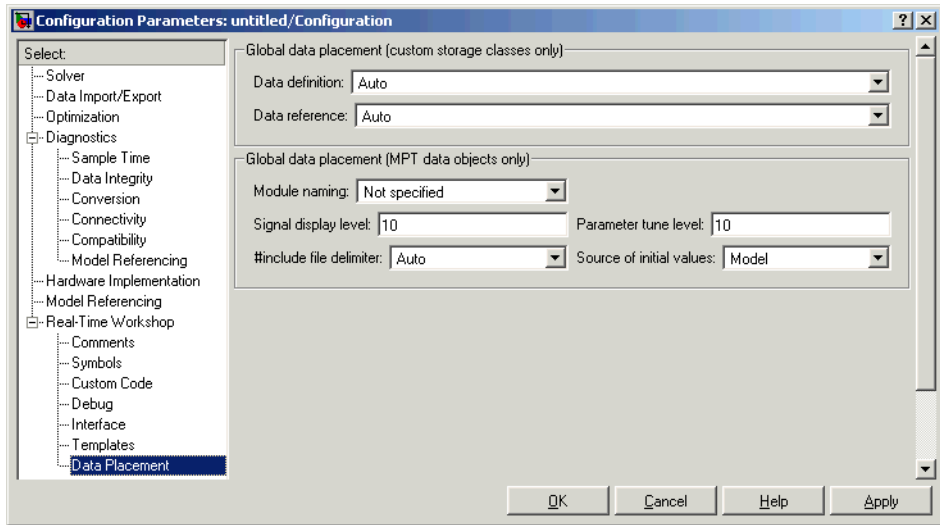 Configuration Parameters: untitled/Configuration
Select:
Solver
Data Import/Export
Optimization
Diagnostics
Sample Time
Data Integrity
Conversion
Connectivity
Compatibility
Model Referencing
Hardware Implementation
Model Referencing
Real-Time Workshop
Comments
Symbols
Custom Code
Debug
Interface
Templates
Data Placement
Global data placement (custom storage classes only)
Data definition: Auto
Data reference: Auto
Global data placement (MPT data objects only)
Module naming: Not specified
Signal display level: 10 Parameter tune level: 10
#include file delimiter: Auto Source of initial values: Model
OK Cancel Help Apply